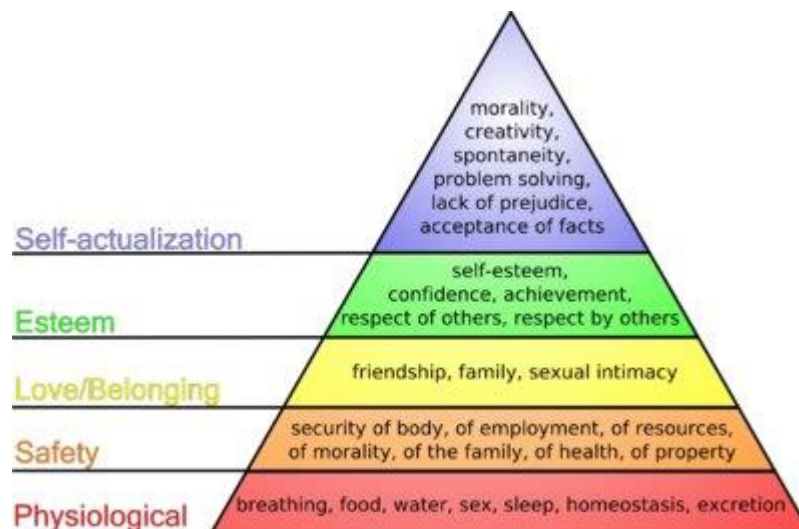 morality,
creativity,
spontaneity,
problem solving,
lack of prejudice,
acceptance of facts
Self-actualization
self-esteem,
confidence, achievement,
respect of others, respect by others
Esteem
friendship, family, sexual intimacy
Love/Belonging
security of body, of employment, of resources,
of morality, of the family, of health, of property
Safety
breathing, food, water, sex, sleep, homeostasis, excretion
Physiological